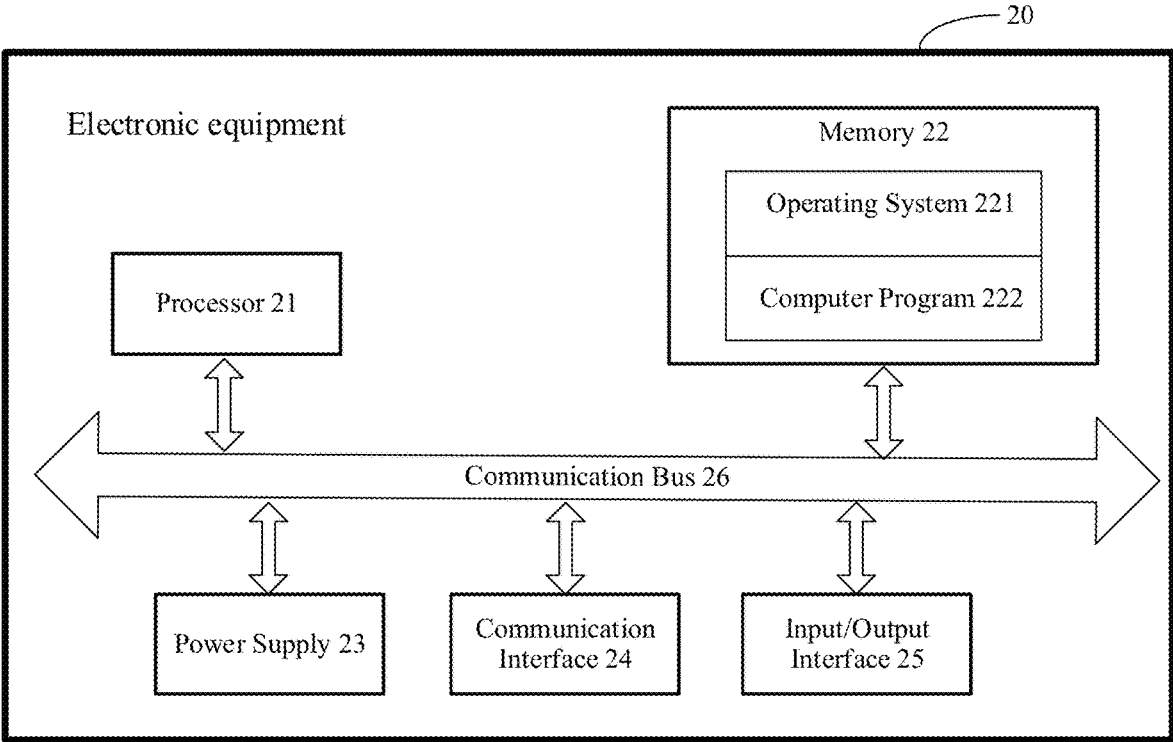 20
Electronic equipment
Memory 22
Operating System 221
Computer Program 222
Processor 21
Communication Bus 26
Power Supply 23
Communication
Interface 24
Input/Output
Interface 25